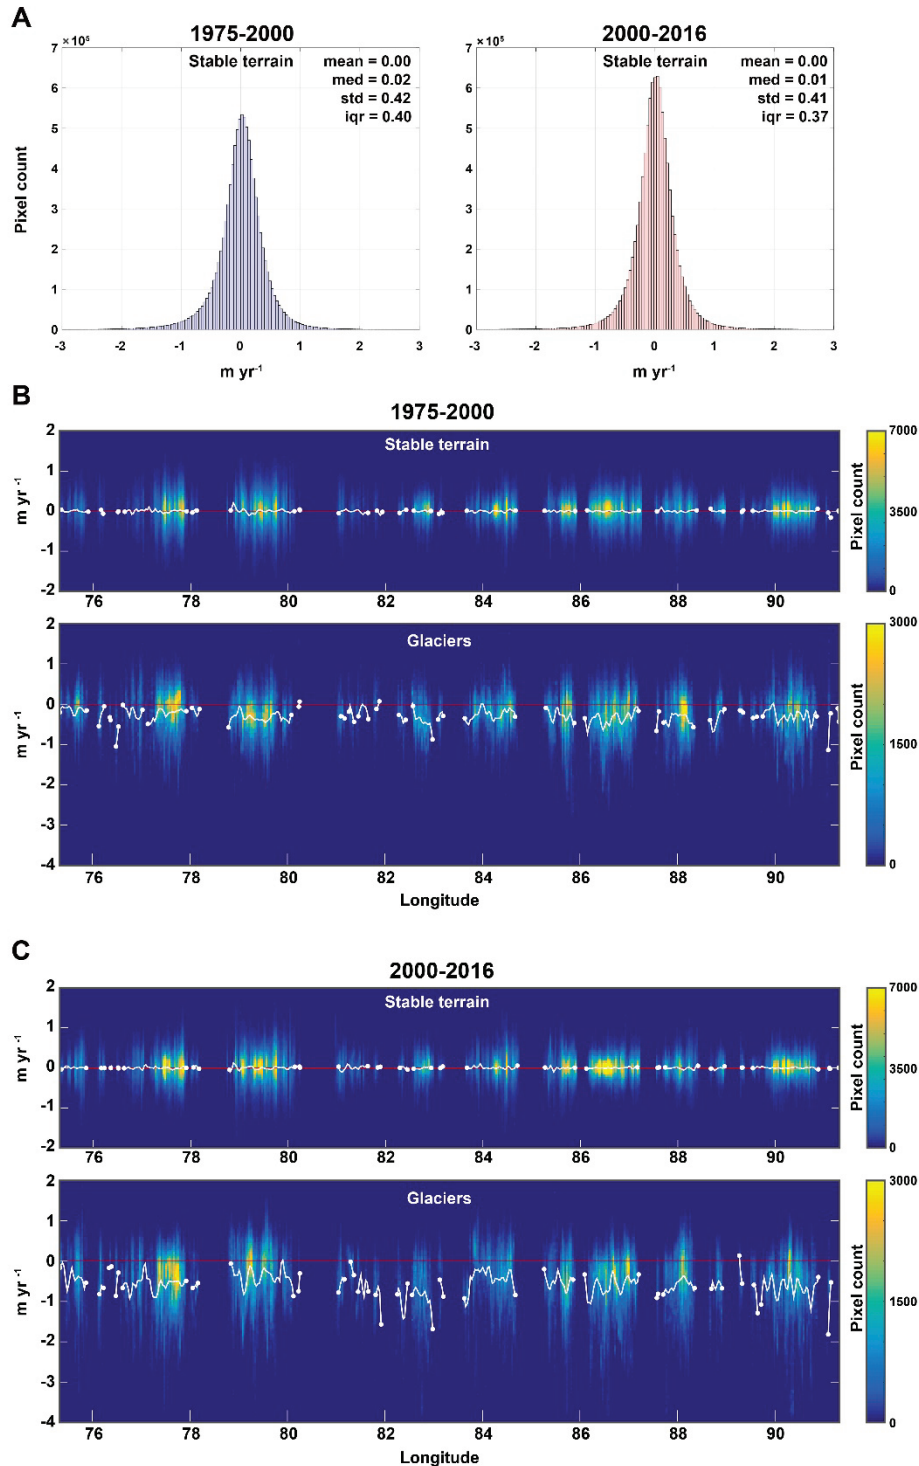 A
1975-2000
2000-2016
× 10⁵
Stable terrain
mean = 0.00
med = 0.02
std = 0.42
iqr = 0.40
7
6
5
4
3
2
1
0
Pixel count
-3 -2 -1 0 1 2 3
m yr⁻¹
× 10⁵
Stable terrain
mean = 0.00
med = 0.01
std = 0.41
iqr = 0.37
7
6
5
4
3
2
1
0
-3 -2 -1 0 1 2 3
m yr⁻¹
B
1975-2000
Stable terrain
2
1
0
-1
-2
m yr⁻¹
76 78 80 82 84 86 88 90
Pixel count
7000
3500
0
Glaciers
2
1
0
-1
-2
-3
-4
m yr⁻¹
76 78 80 82 84 86 88 90
Longitude
Pixel count
3000
1500
0
C
2000-2016
Stable terrain
2
1
0
-1
-2
m yr⁻¹
76 78 80 82 84 86 88 90
Pixel count
7000
3500
0
Glaciers
2
1
0
-1
-2
-3
-4
m yr⁻¹
76 78 80 82 84 86 88 90
Longitude
Pixel count
3000
1500
0